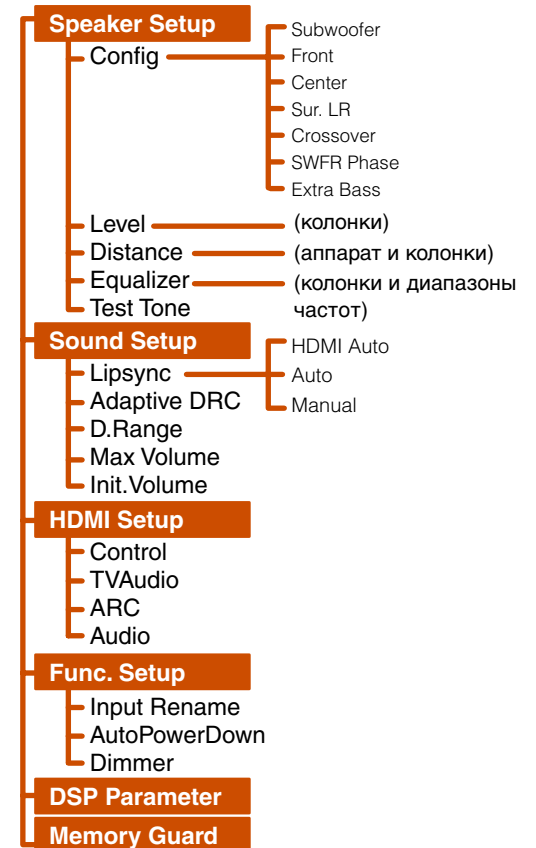 Speaker Setup
Config
Subwoofer
Front
Center
Sur. LR
Crossover
SWFR Phase
Extra Bass
Level
(колонки)
Distance
(аппарат и колонки)
Equalizer
(колонки и диапазоны
частот)
Test Tone
Sound Setup
Lipsync
HDMI Auto
Auto
Manual
Adaptive DRC
D.Range
Max Volume
Init.Volume
HDMI Setup
Control
TVAudio
ARC
Audio
Func. Setup
Input Rename
AutoPowerDown
Dimmer
DSP Parameter
Memory Guard